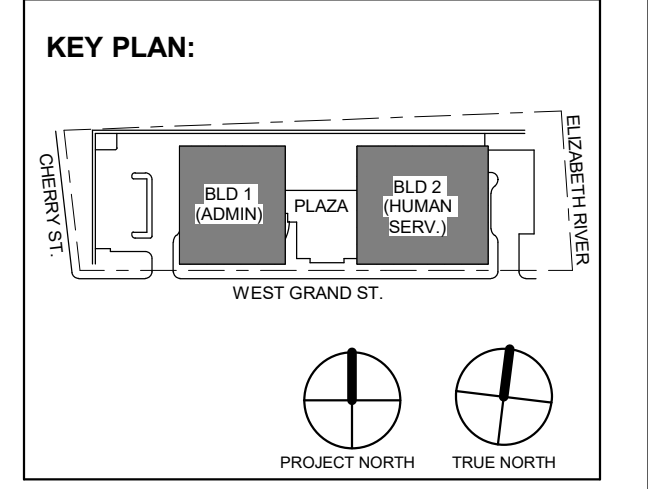 KEY PLAN:
CHERRY ST.
BLD 1
(ADMIN)
PLAZA
BLD 2
(HUMAN
SERV.)
ELIZABETH RIVER
WEST GRAND ST.
PROJECT NORTH
TRUE NORTH